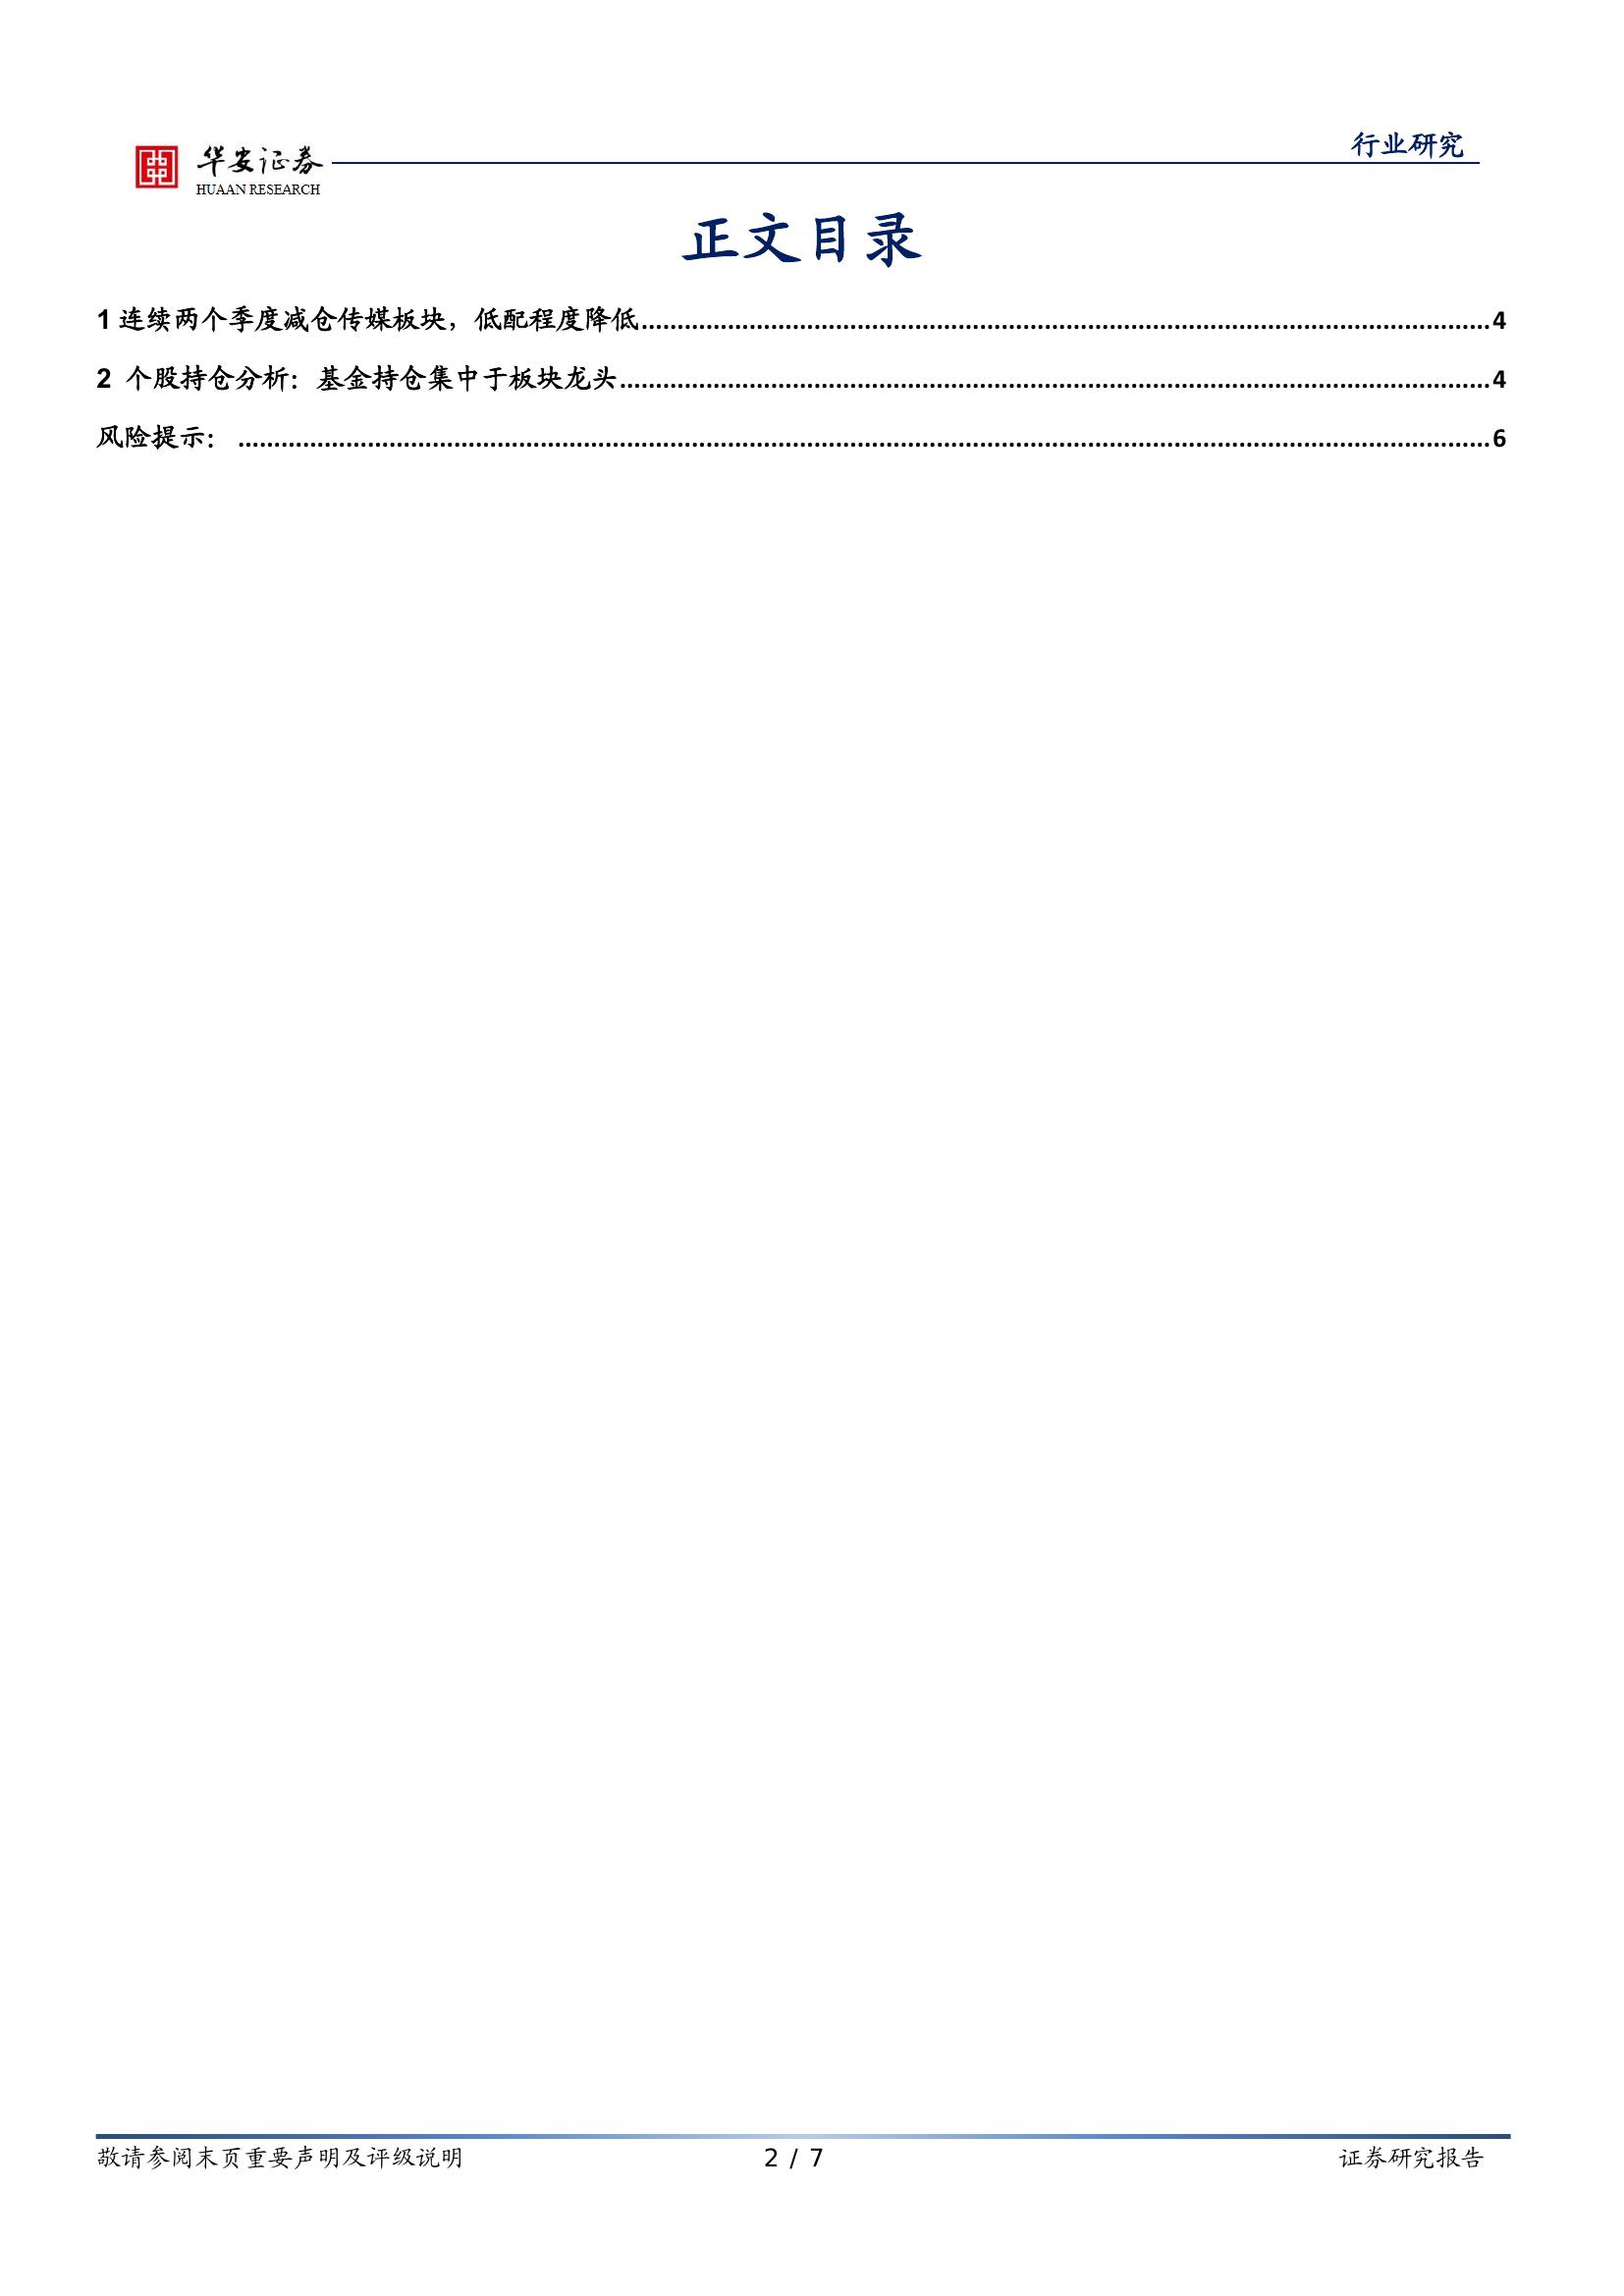 华安证券
HUAAN RESEARCH
行业研究
正文目录
1 连续两个季度减仓传媒板块，低配程度降低........................................4
2 个股持仓分析：基金持仓集中于板块龙头........................................4
风险提示： ........................................6
敬请参阅末页重要声明及评级说明 2 / 7 证券研究报告